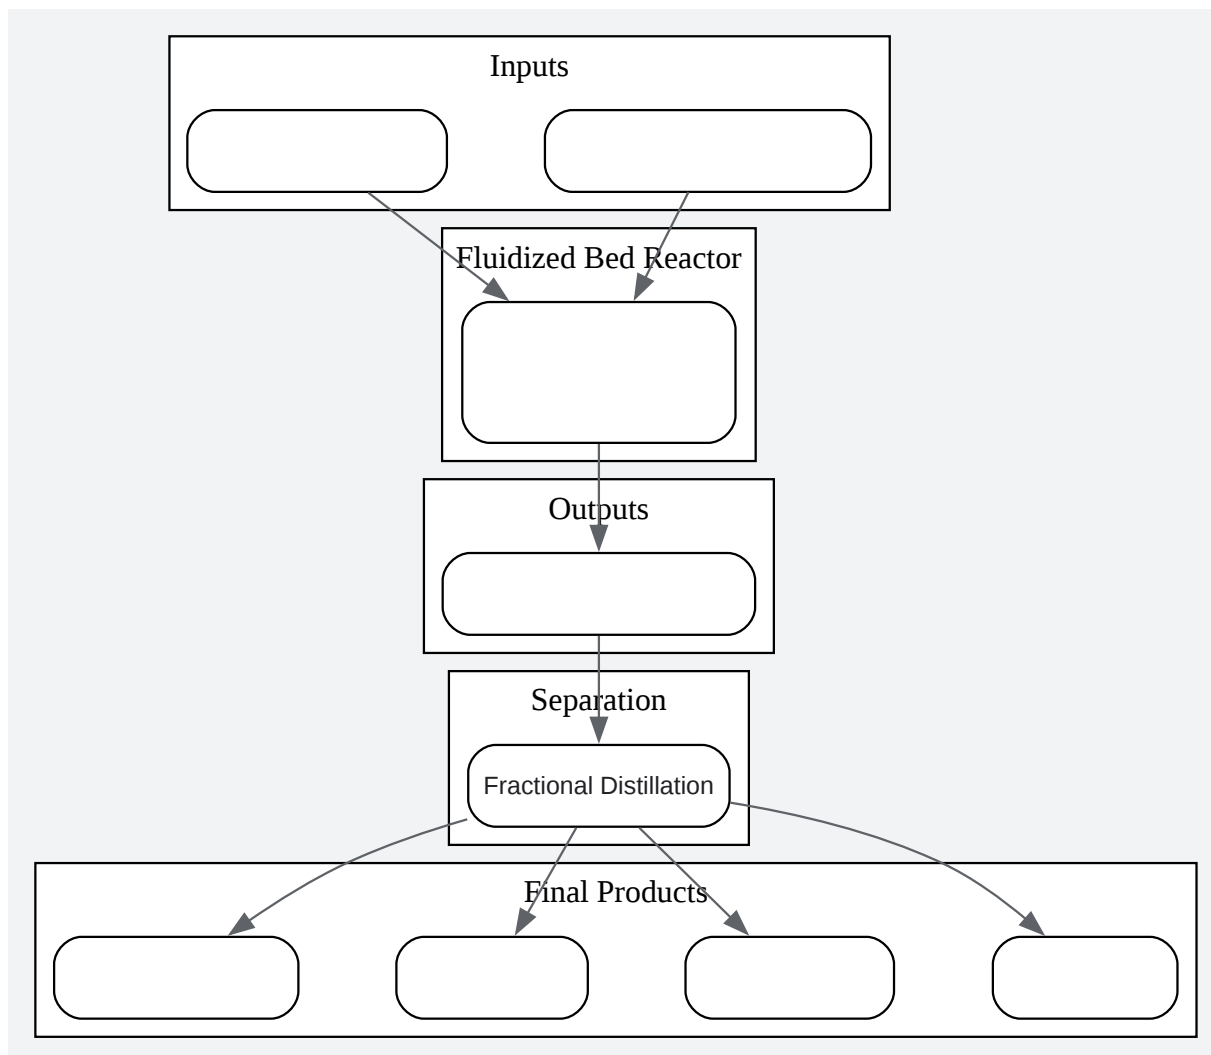 Inputs
Fluidized Bed Reactor
Outputs
Separation
Fractional Distillation
Final Products